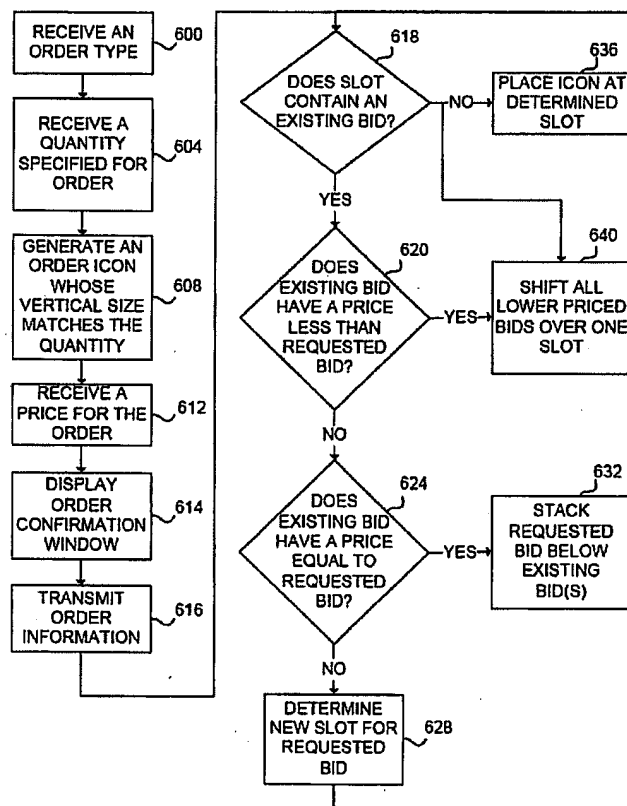 RECEIVE AN
ORDER TYPE
600
RECEIVE A
QUANTITY
SPECIFIED FOR
ORDER
604
GENERATE AN
ORDER ICON
WHOSE
VERTICAL SIZE
MATCHES THE
QUANTITY
608
RECEIVE A
PRICE FOR THE
ORDER
612
DISPLAY
ORDER
CONFIRMATION
WINDOW
614
TRANSMIT
ORDER
INFORMATION
616
618
DOES SLOT
CONTAIN AN
EXISTING BID?
NO
636
PLACE ICON AT
DETERMINED
SLOT
YES
620
DOES
EXISTING BID
HAVE A PRICE
LESS THAN
REQUESTED
BID?
YES
640
SHIFT ALL
LOWER PRICED
BIDS OVER ONE
SLOT
NO
624
DOES
EXISTING BID
HAVE A PRICE
EQUAL TO
REQUESTED
BID?
YES
632
STACK
REQUESTED
BID BELOW
EXISTING
BID(S)
NO
DETERMINE
NEW SLOT FOR
REQUESTED
BID
628